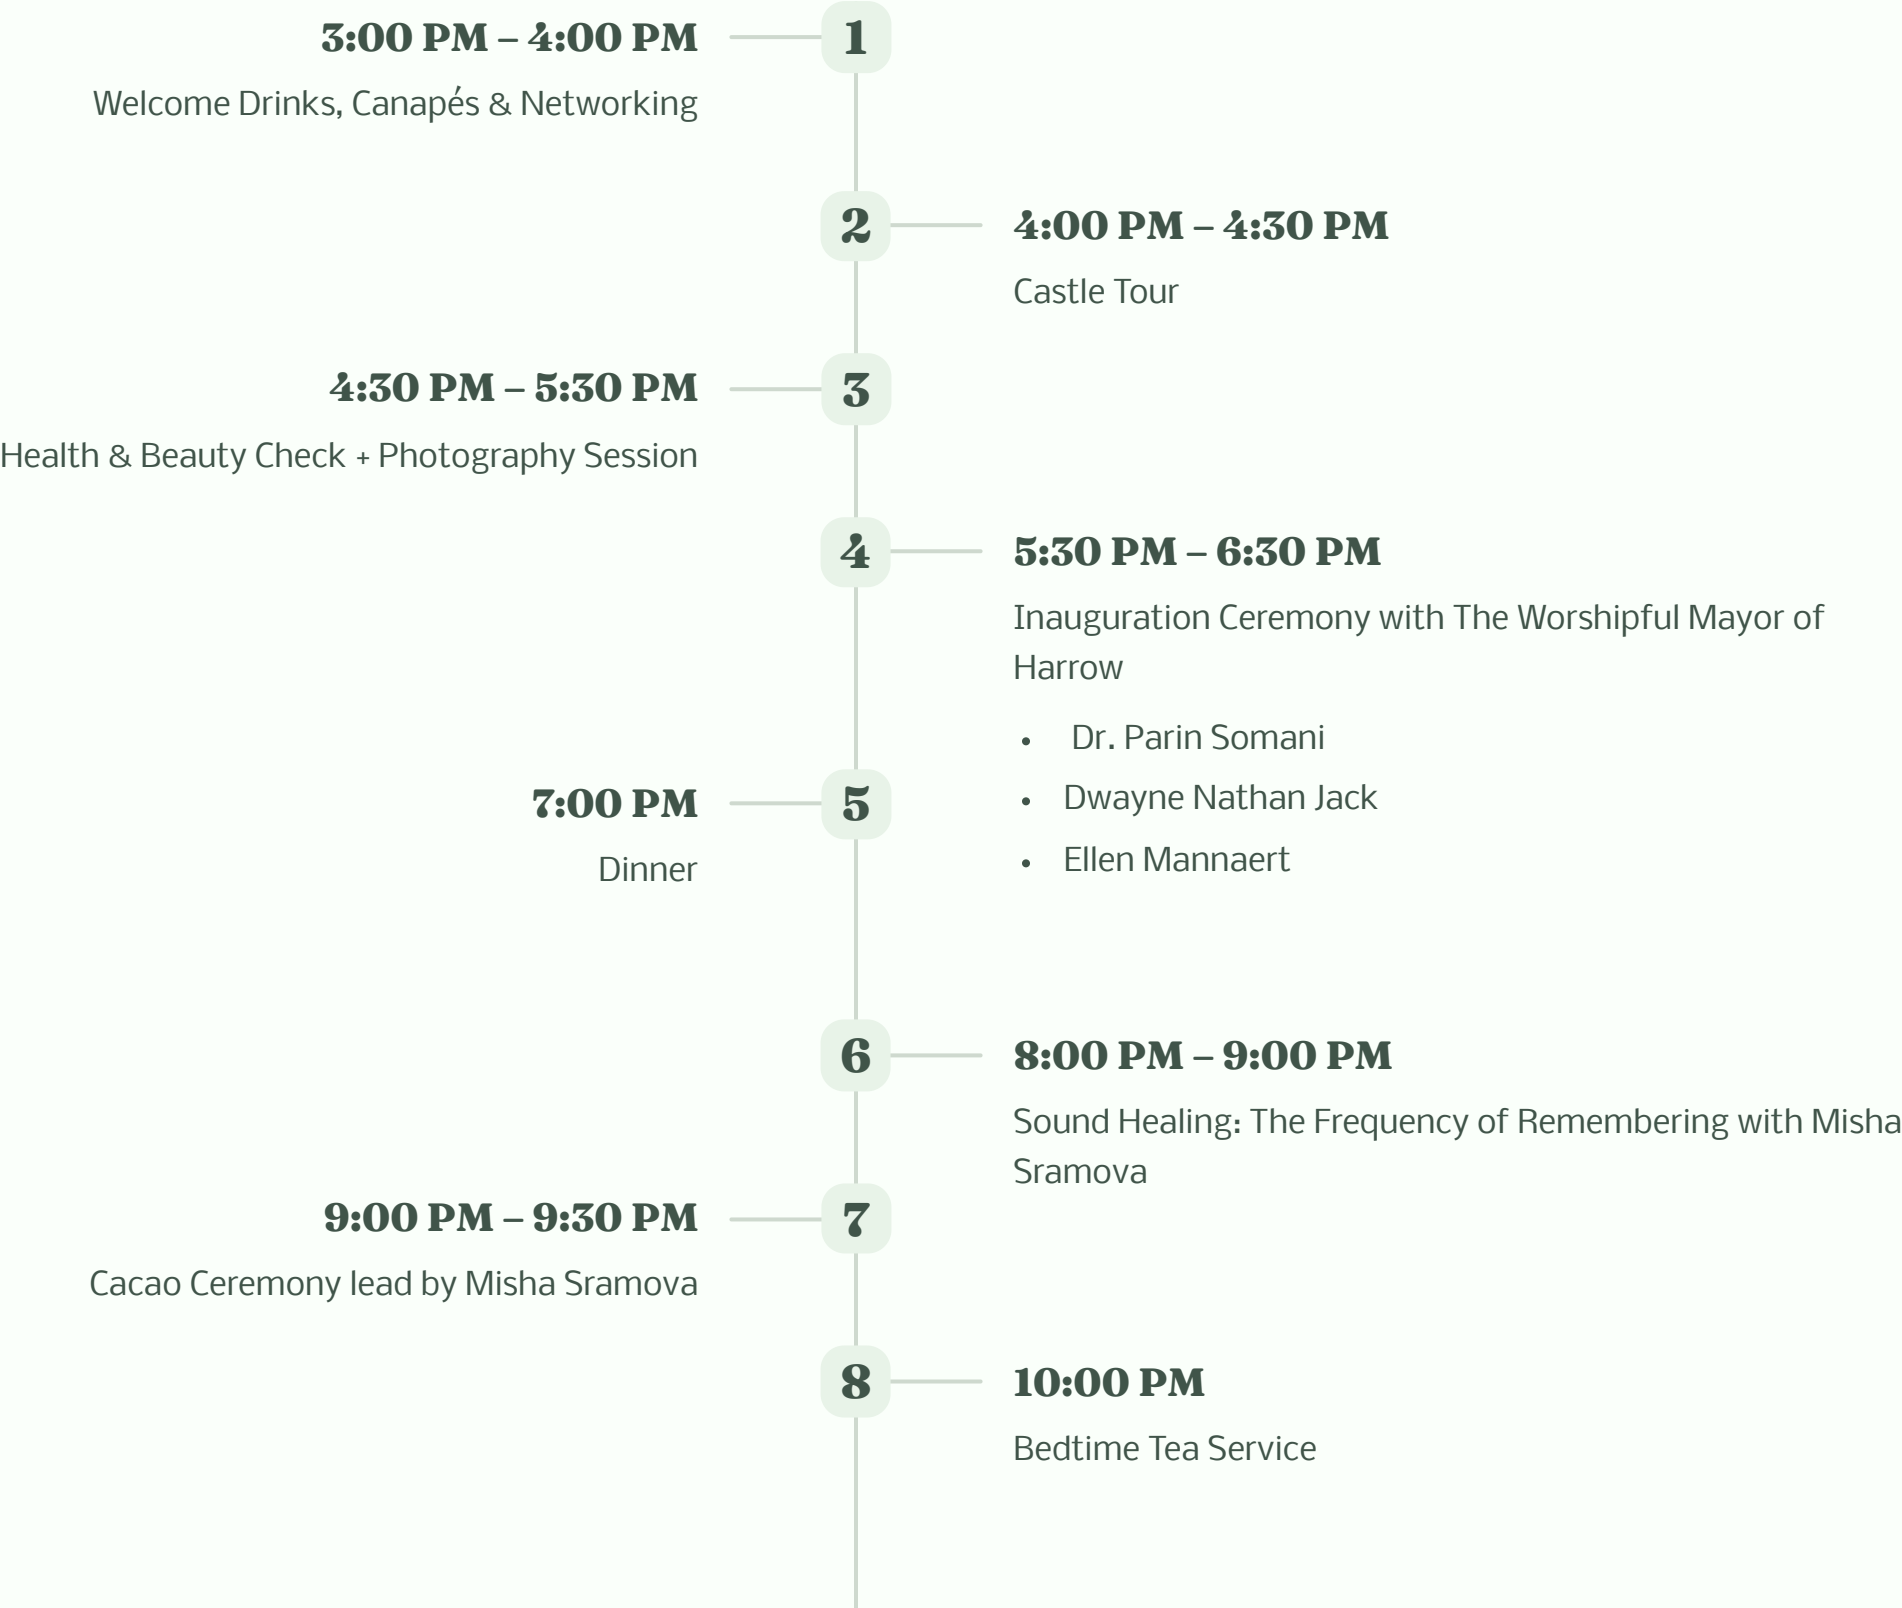 1
3:00 PM – 4:00 PM
Welcome Drinks, Canapés & Networking
2
4:00 PM – 4:30 PM
Castle Tour
3
4:30 PM – 5:30 PM
Health & Beauty Check + Photography Session
4
5:30 PM – 6:30 PM
Inauguration Ceremony with The Worshipful Mayor of
Harrow
• Dr. Parin Somani
• Dwayne Nathan Jack
• Ellen Mannaert
5
7:00 PM
Dinner
6
8:00 PM – 9:00 PM
Sound Healing: The Frequency of Remembering with Misha
Sramova
7
9:00 PM – 9:30 PM
Cacao Ceremony lead by Misha Sramova
8
10:00 PM
Bedtime Tea Service